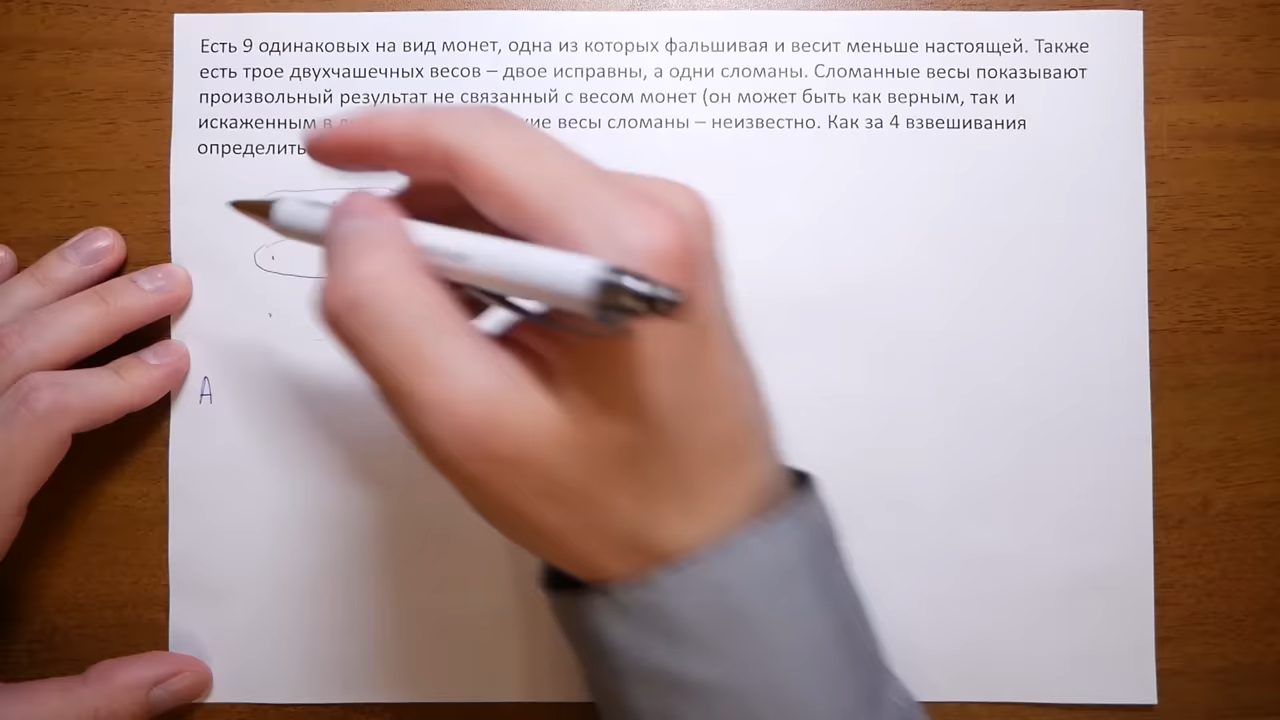 Есть 9 одинаковых на вид монет, одна из которых фальшивая и весит меньше настоящей. Также
есть трое двухчашечных весов – двое исправны, а одни сломаны. Сломанные весы показывают
произвольный результат не связанный с весом монет (он может быть как верным, так и
искаженным в весы сломаны – неизвестно. Как за 4 взвешивания
определить
А